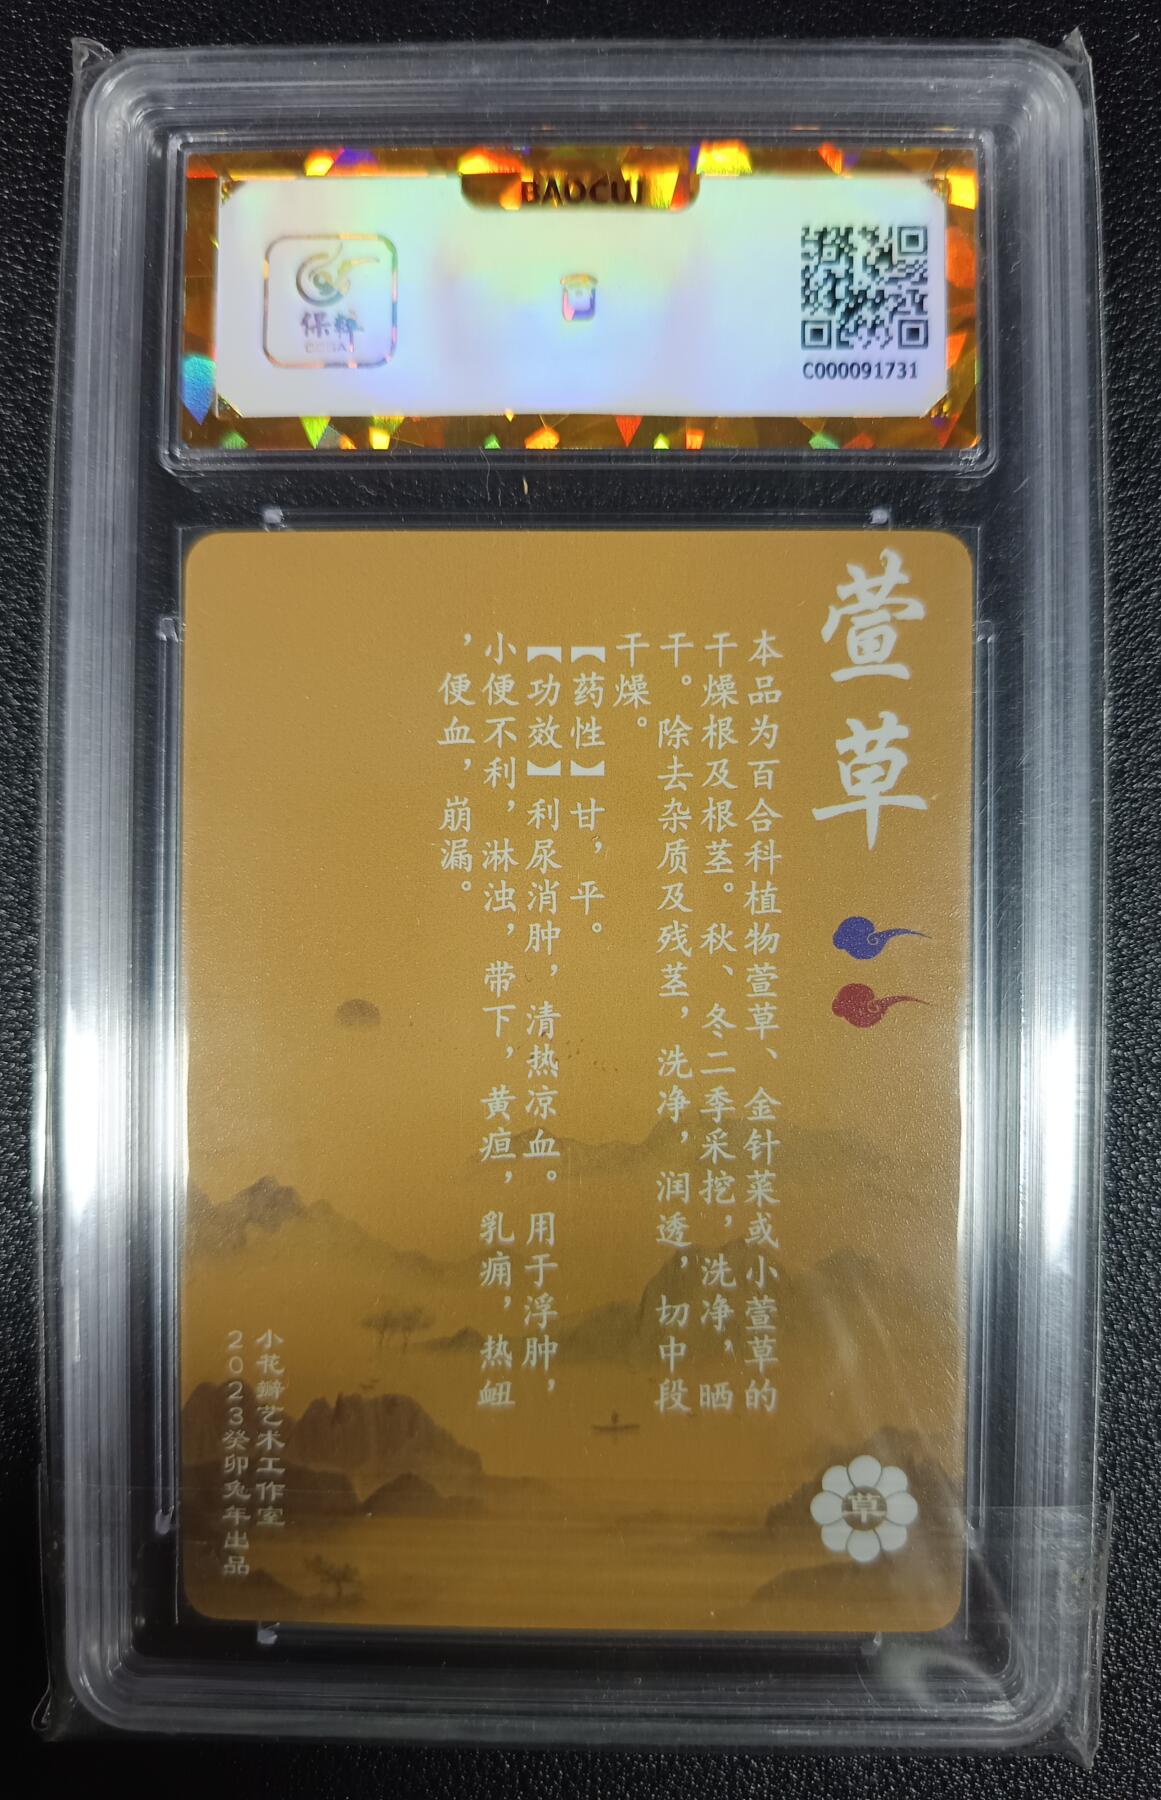 BAOCUI
保粹
C000091731
萱草
本品为百合科植物萱草、金针菜或小萱草的
干燥根及根茎。秋、冬二季采挖，洗净，晒
干。除去杂质及残茎，洗净，润透，切中段
干燥。
【药性】甘，平。
【功效】利尿消肿，清热凉血。用于浮肿，
小便不利，淋浊，带下，黄疸，乳痈，热衄
，便血，崩漏。
草
小花瓣艺术工作室
2023癸卯兔年出品